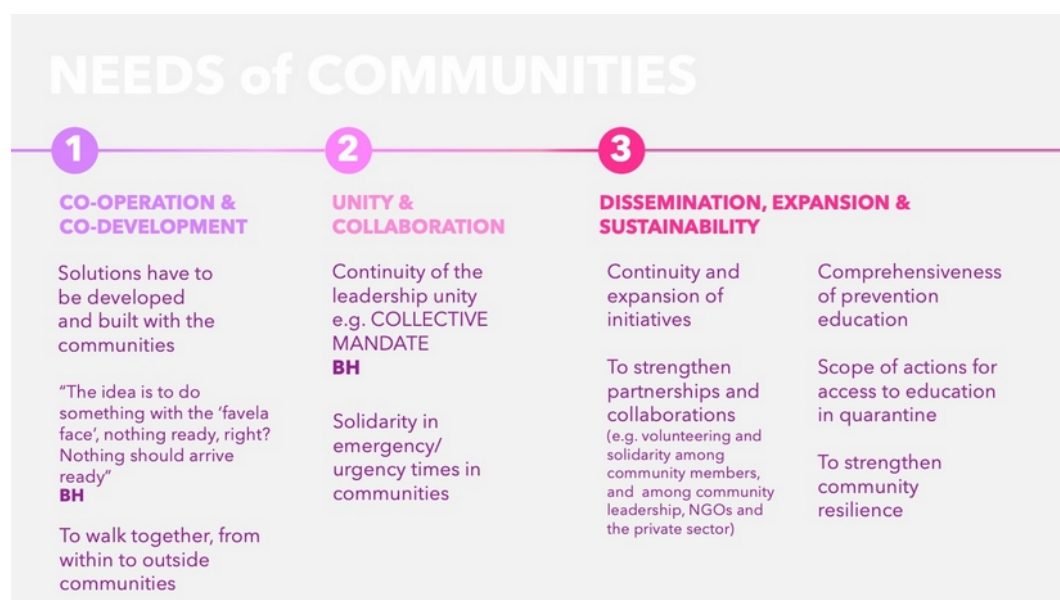 NEEDS of COMMUNITIES
1
CO-OPERATION &
CO-DEVELOPMENT
Solutions have to
be developed
and built with the
communities
“The idea is to do
something with the ‘favela
face’, nothing ready, right?
Nothing should arrive
ready”
BH
To walk together, from
within to outside
communities
2
UNITY &
COLLABORATION
Continuity of the
leadership unity
e.g. COLLECTIVE
MANDATE
BH
Solidarity in
emergency/
urgency times in
communities
3
DISSEMINATION, EXPANSION &
SUSTAINABILITY
Continuity and
expansion of
initiatives
To strengthen
partnerships and
collaborations
(e.g. volunteering and
solidarity among
community members,
and among community
leadership, NGOs and
the private sector)
Comprehensiveness
of prevention
education
Scope of actions for
access to education
in quarantine
To strengthen
community
resilience